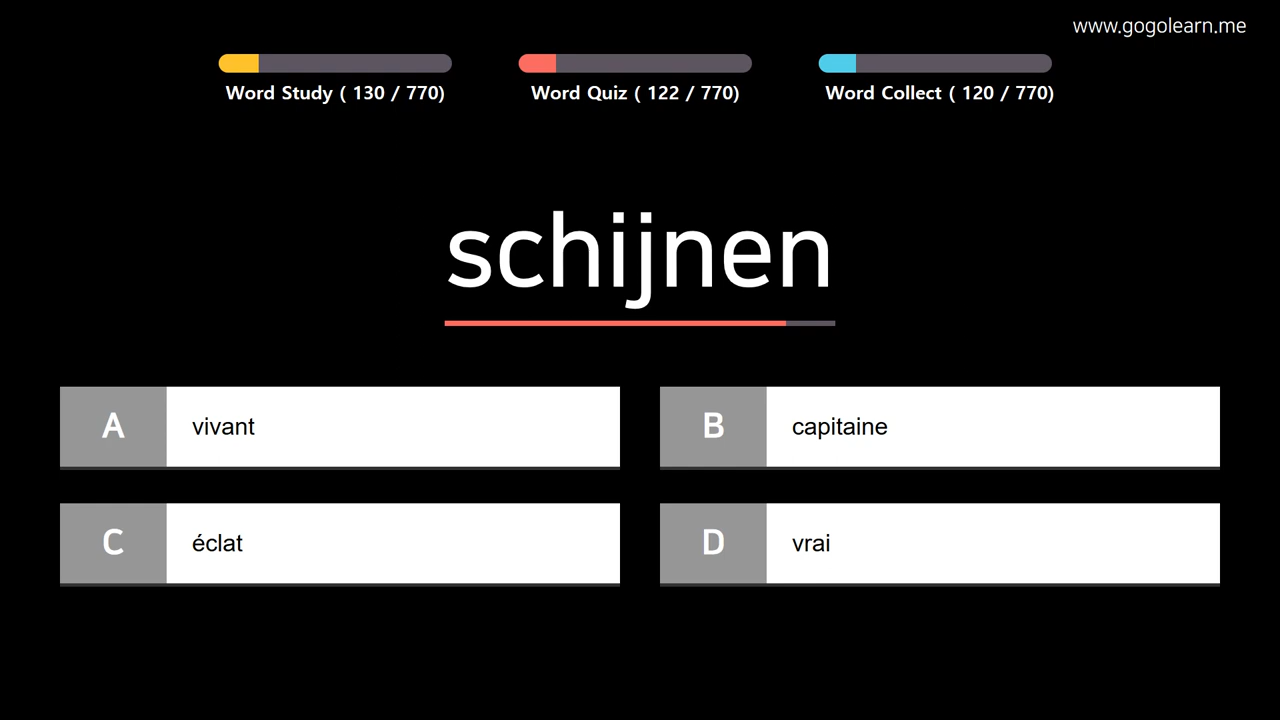 www.gogolearn.me
Word Study ( 130 / 770)
Word Quiz ( 122 / 770)
Word Collect ( 120 / 770)
schijnen
A vivant
B capitaine
C éclat
D vrai